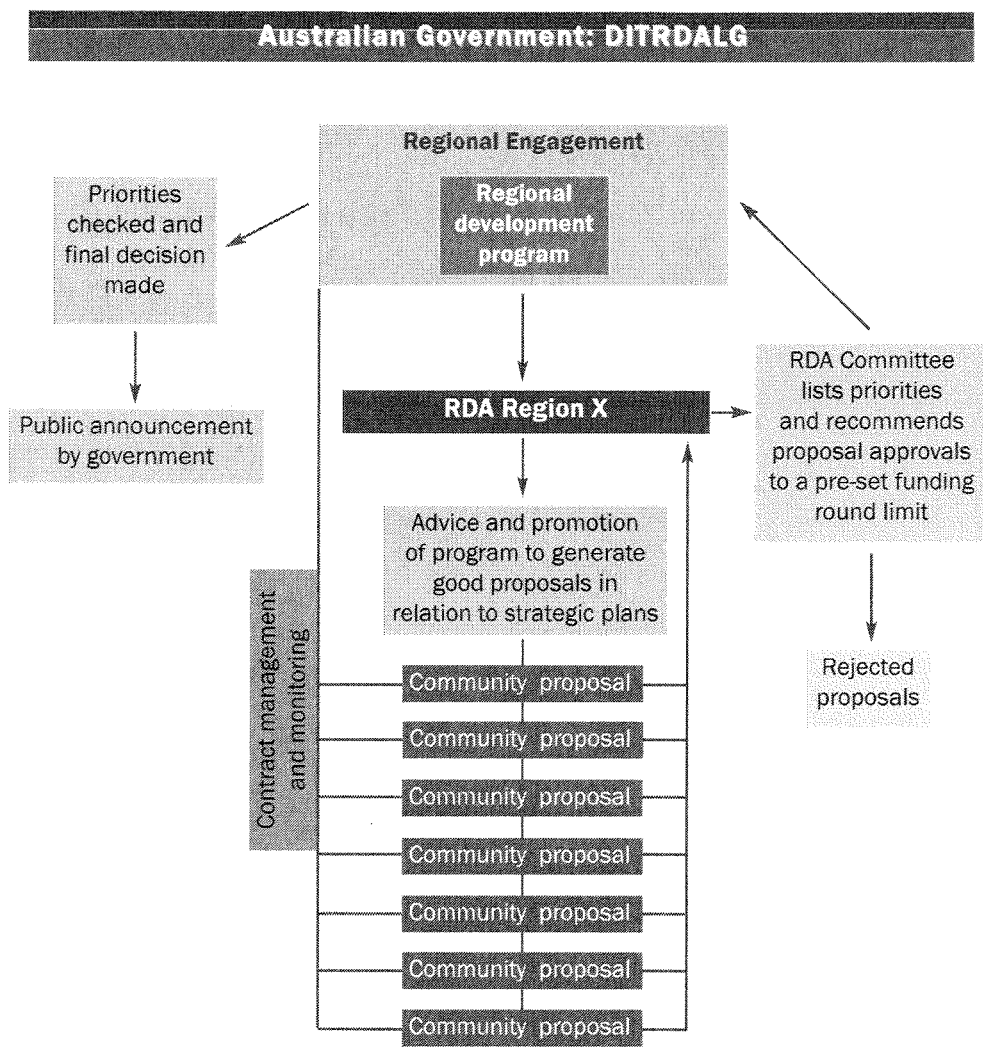 Australian Government: DITRDALG
Regional Engagement
Regional
development
program
Priorities
checked and
final decision
made
Public announcement
by government
RDA Region X
RDA Committee
lists priorities
and recommends
proposal approvals
to a pre-set funding
round limit
Advice and promotion
of program to generate
good proposals in
relation to strategic plans
Contract management
and monitoring
Rejected
proposals
Community proposal
Community proposal
Community proposal
Community proposal
Community proposal
Community proposal
Community proposal